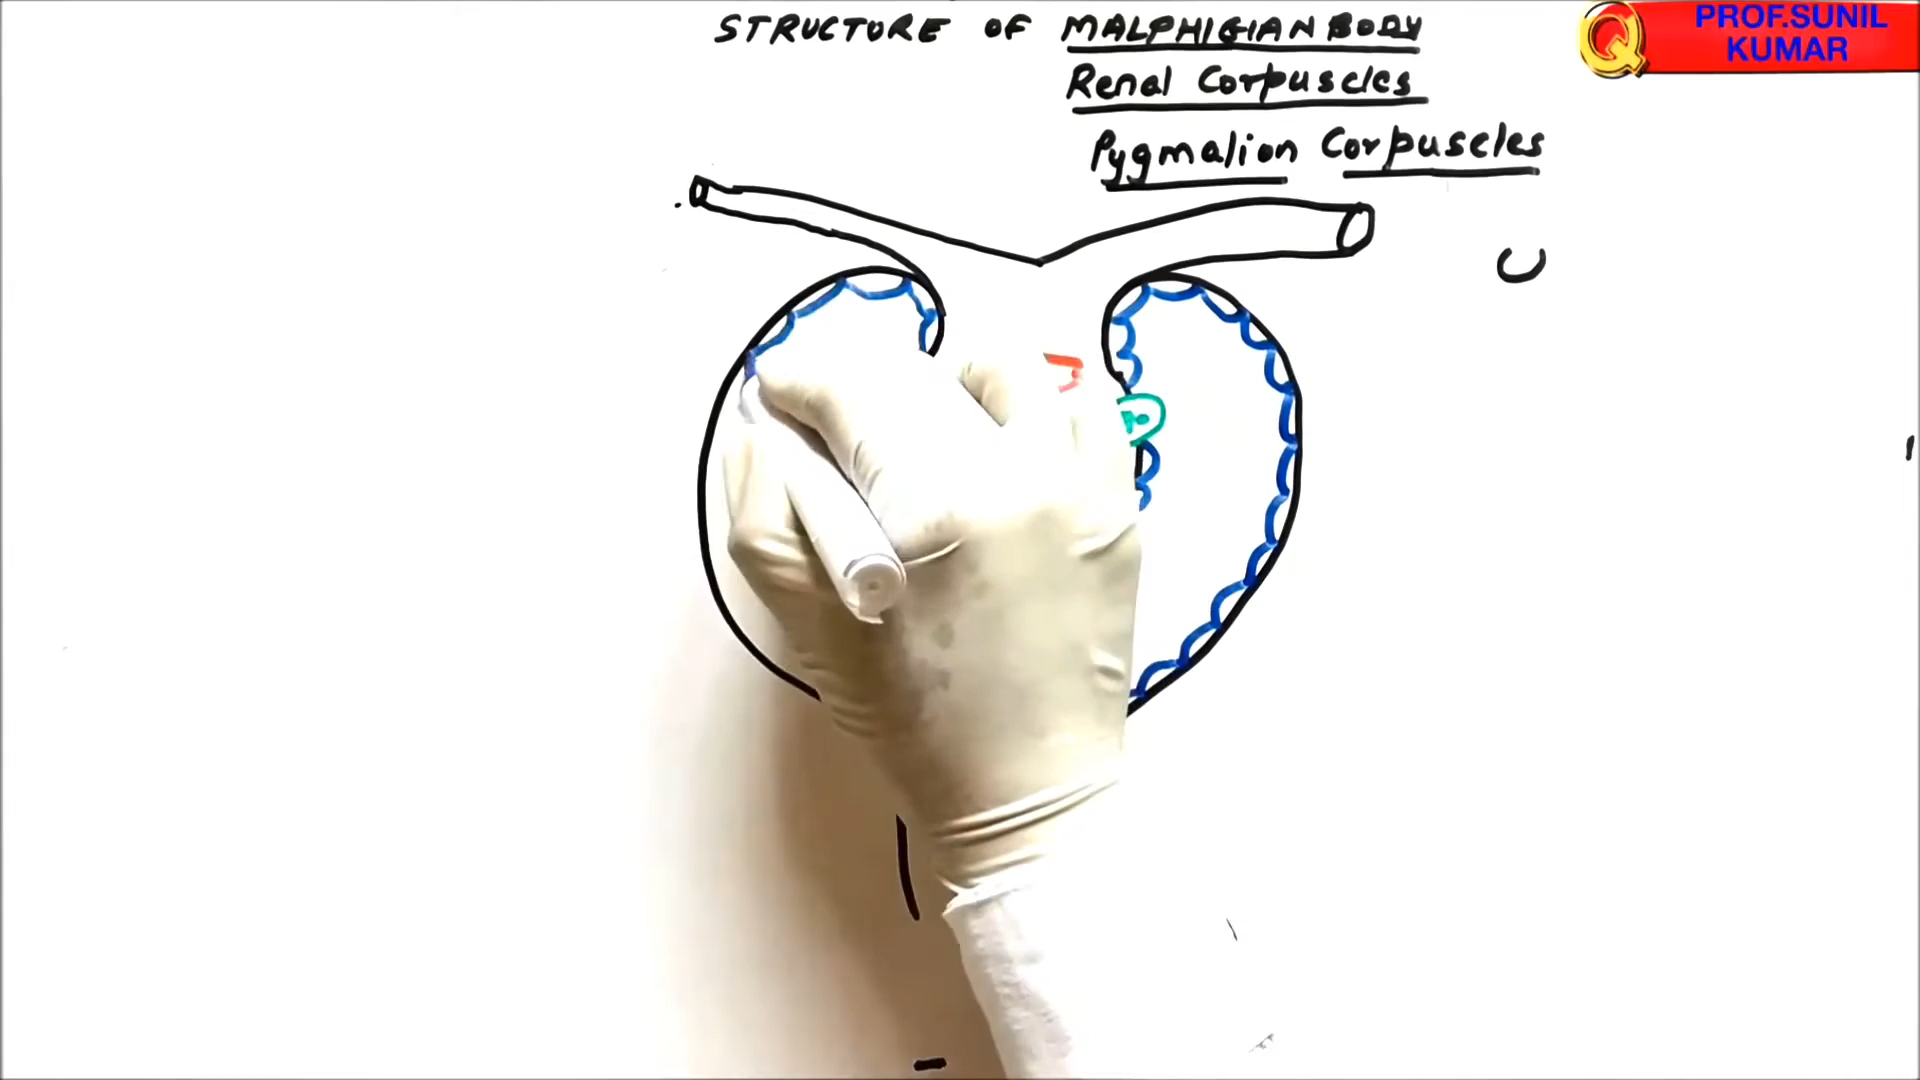 STRUCTURE OF MALPHIGIAN BODY
Renal Corpuscles
Pygmalion Corpuscles
PROF.SUNIL
KUMAR